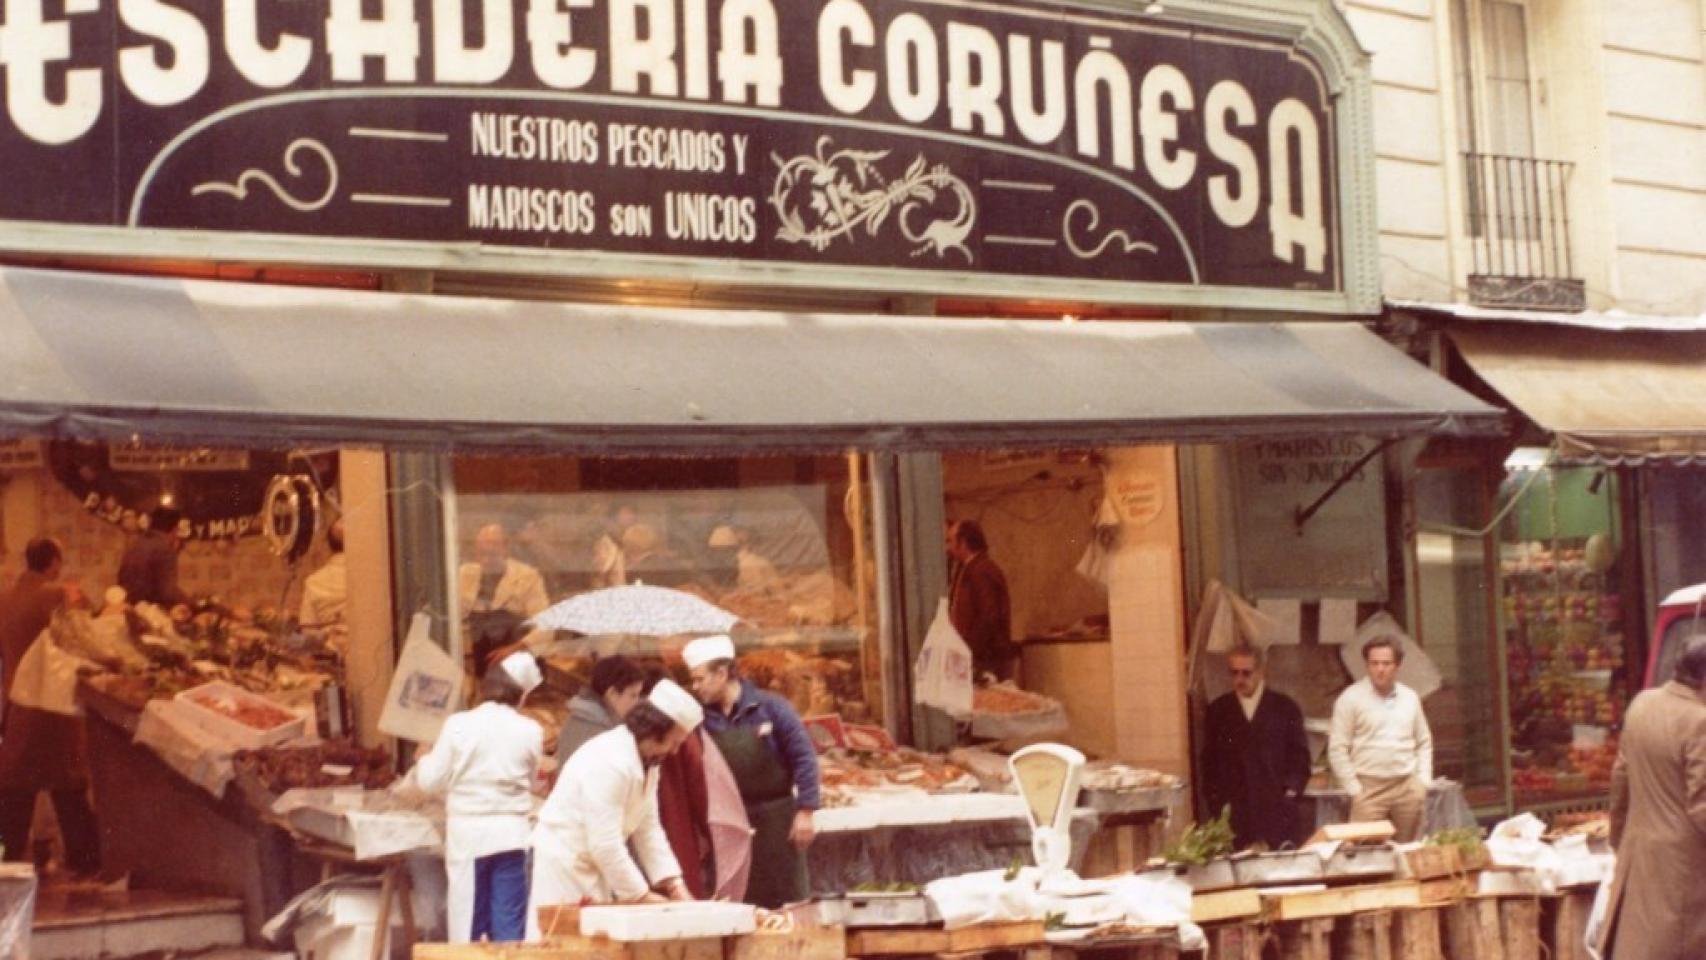 ESCADERIA CORUÑESA
NUESTROS PESCADOS Y
MARISCOS SON UNICOS
Y MARISCOS
SON UNICOS